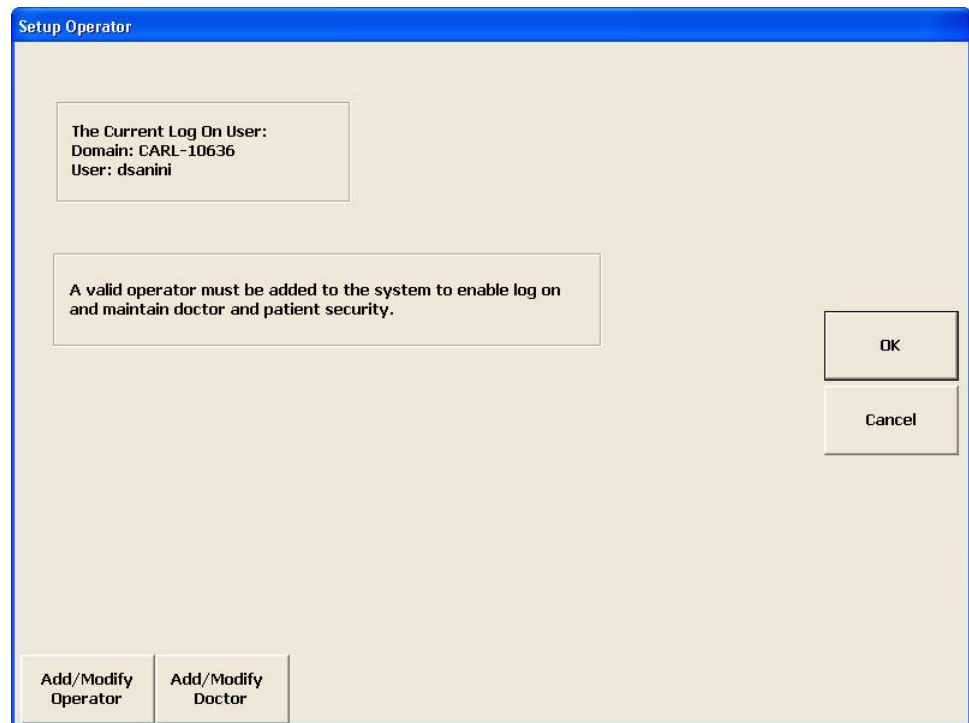 Setup Operator
The Current Log On User:
Domain: CARL-10636
User: dsanini
A valid operator must be added to the system to enable log on
and maintain doctor and patient security.
OK
Cancel
Add/Modify
Operator
Add/Modify
Doctor